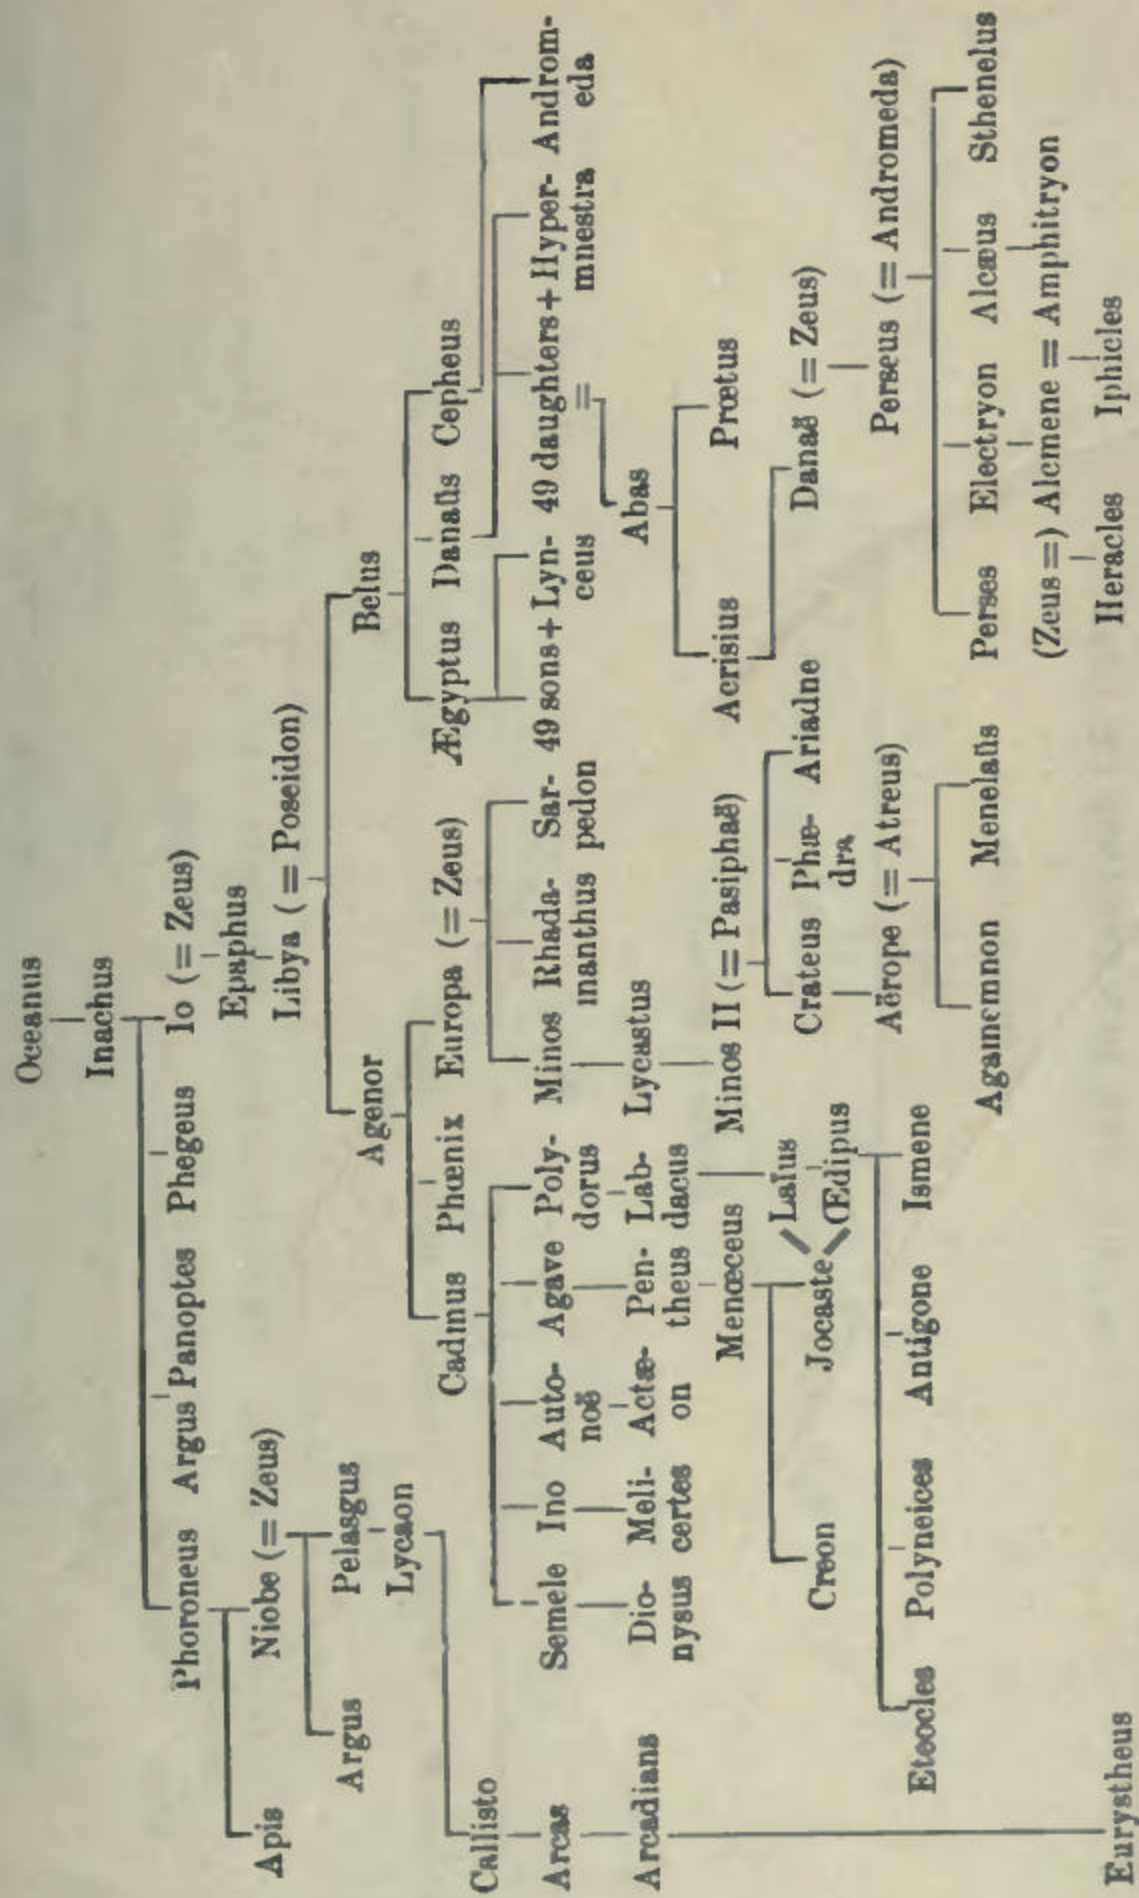 Oceanus
Inachus
Phoroneus Argus Panoptes Phegeus Io (= Zeus)
Apis Niobe (= Zeus) Epaphus
Libya (= Poseidon)
Argus Pelasgus Agenor Belus
Lycaon
Callisto Cadmus Phœnix Europa (= Zeus) Ægyptus Danaüs Cepheus
Arcas Semele Ino Auto- Agave Poly- Minos Rhada- Sar- 49 sons + Lyn- 49 daughters + Hyper- Androm-
noë dorus manthus pedon ceus = mnestra eda
Arcadians Dio- Meli- Actæ- Pen- Lab- Lycastus Abas
nysus certes on theus dacus
Menœceus Minos II (= Pasiphaë) Acrisius Prœtus
Laïus
Creon Jocaste Œdipus Crateus Phæ- Ariadne Danaë (= Zeus)
dra
Eteocles Polyneices Antigone Ismene Aërope (= Atreus) Perseus (= Andromeda)
Agamemnon Menelaüs Perses Electryon Alcæus Sthenelus
(Zeus =) Alcmene = Amphitryon
Eurystheus Heracles Iphicles